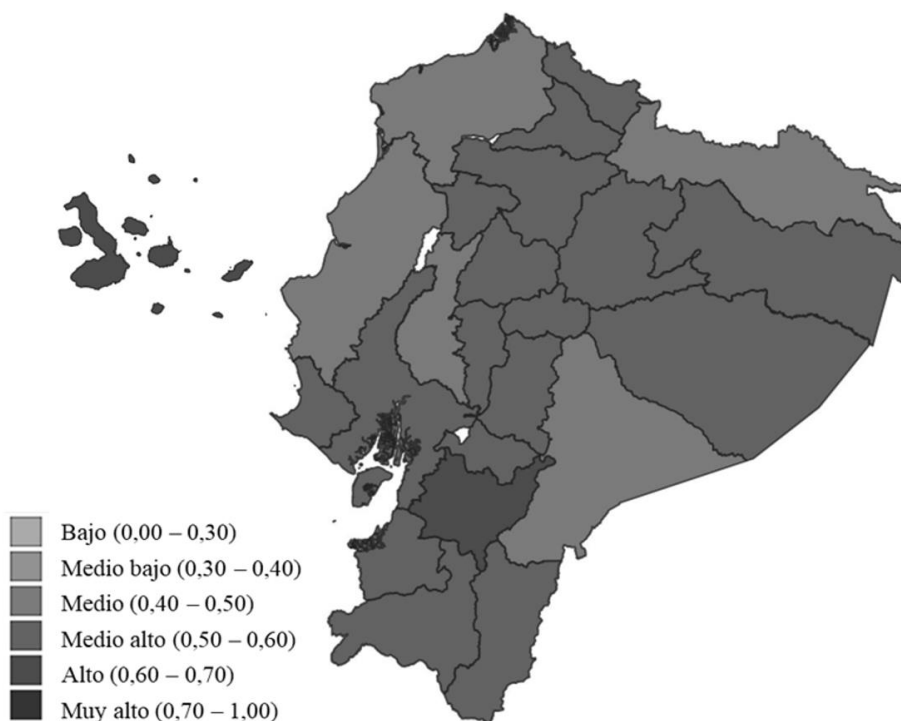 Bajo (0,00 – 0,30)
Medio bajo (0,30 – 0,40)
Medio (0,40 – 0,50)
Medio alto (0,50 – 0,60)
Alto (0,60 – 0,70)
Muy alto (0,70 – 1,00)